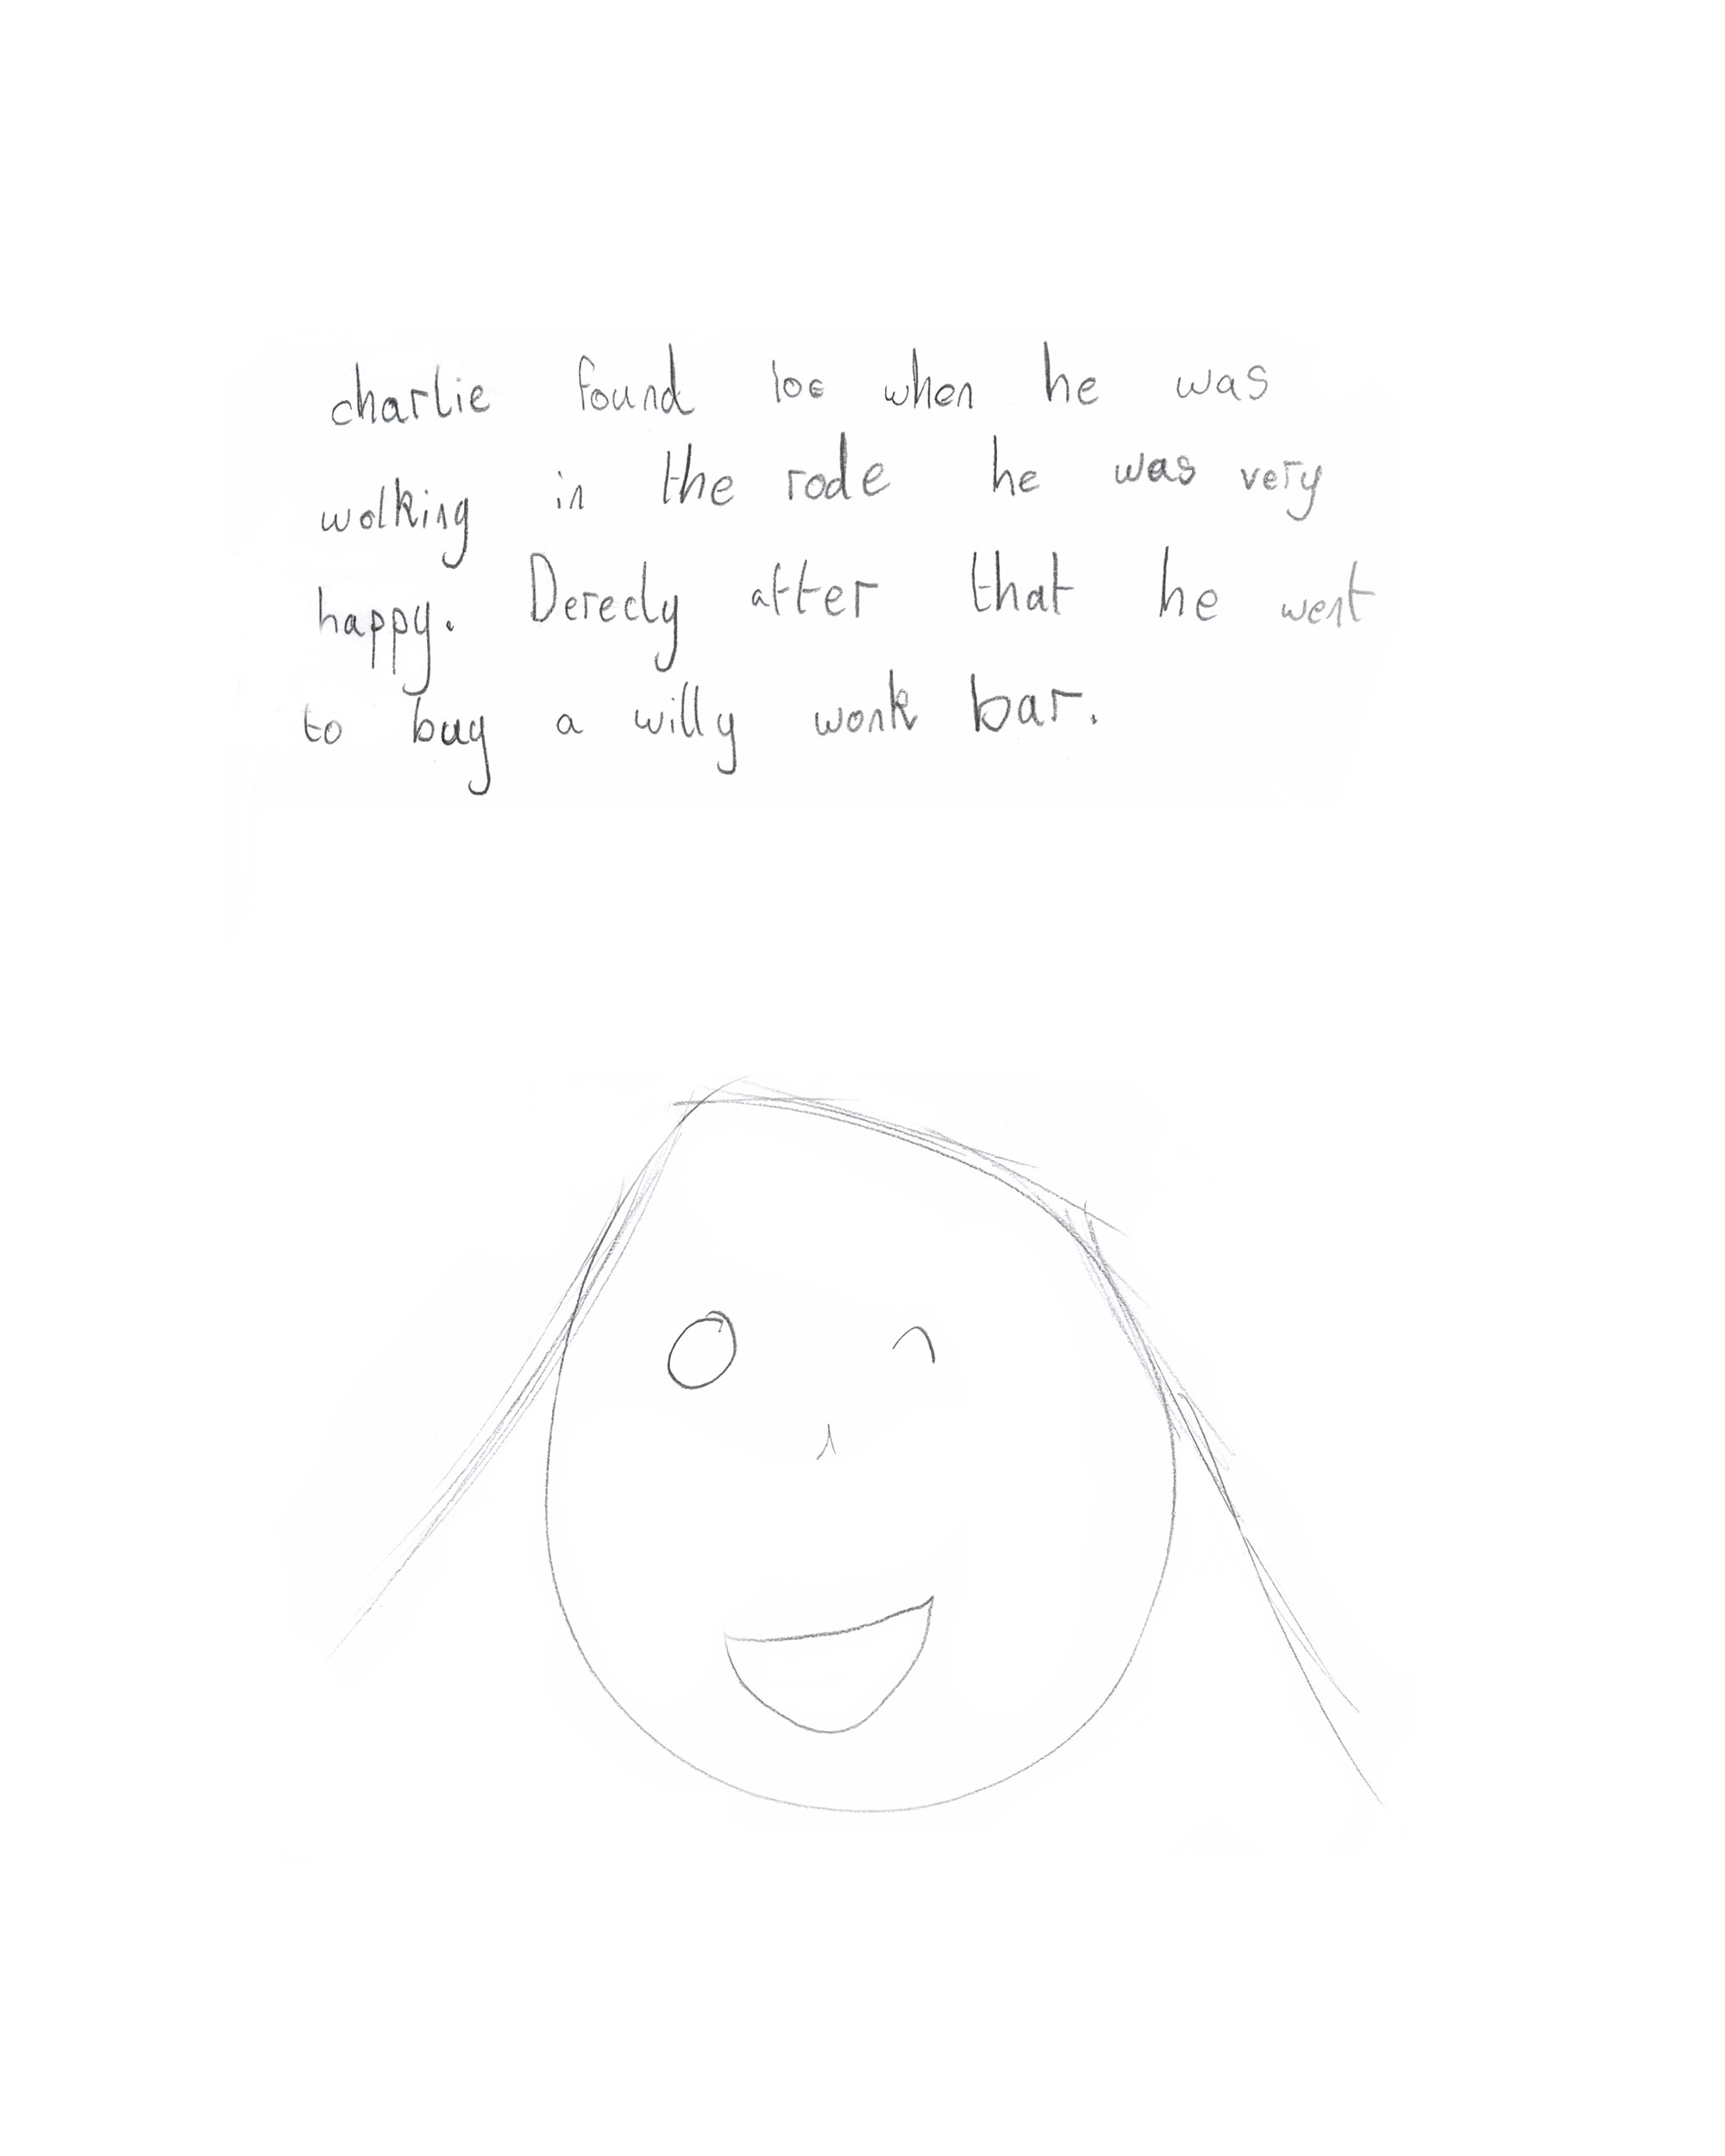 charlie found 10€ when he was
wolking in the rode he was very
happy. Derecly after that he went
to buy a willy wonk bar.